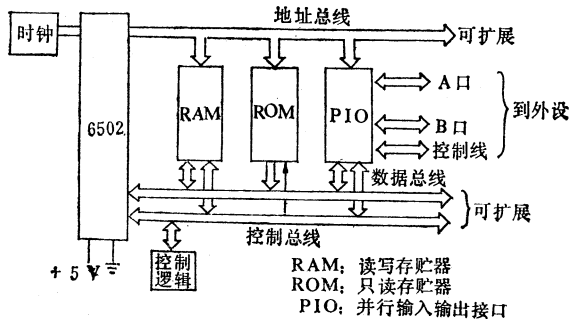 地址总线
时钟
可扩展
6502
RAM
ROM
PIO
A口
B口
控制线
到外设
数据总线
可扩展
控制总线
+5V
控制
逻辑
RAM：读写存贮器
ROM：只读存贮器
PIO：并行输入输出接口